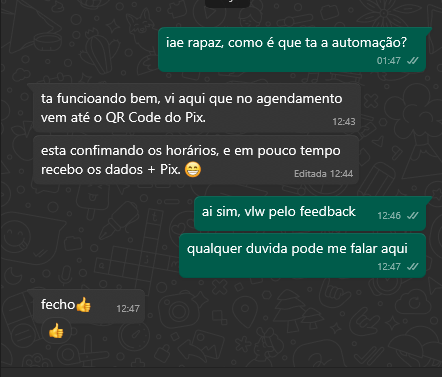 iae rapaz, como é que ta a automação?
01:47
ta funcioando bem, vi aqui que no agendamento
vem até o QR Code do Pix.
12:43
esta confimando os horários, e em pouco tempo
recebo os dados + Pix. 😁
Editada 12:44
ai sim, vlw pelo feedback
12:46
qualquer duvida pode me falar aqui
12:47
fecho👍
12:47
👍